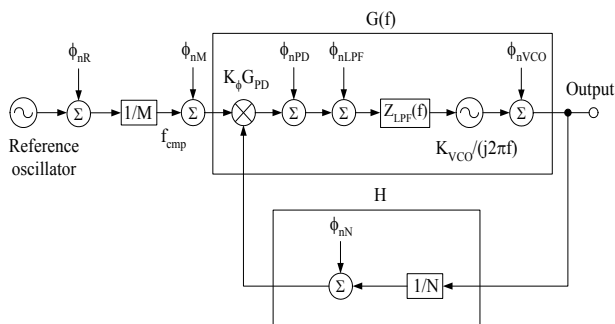 G(f)
ϕnR
ϕnM
KϕGPD
ϕnPD
ϕnLPF
ϕnVCO
Output
Σ
1/M
Σ
Σ
Σ
ZLPF(f)
Σ
Reference
oscillator
fcmp
KVCO/(j2πf)
H
ϕnN
Σ
1/N